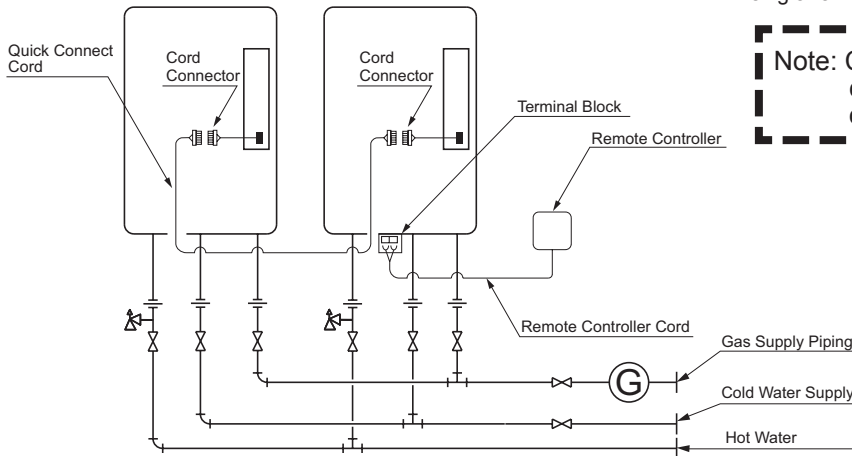 Quick Connect
Cord
Cord
Connector
Cord
Connector
Terminal Block
Remote Controller
Note:
Remote Controller Cord
G
Gas Supply Piping
Cold Water Supply
Hot Water